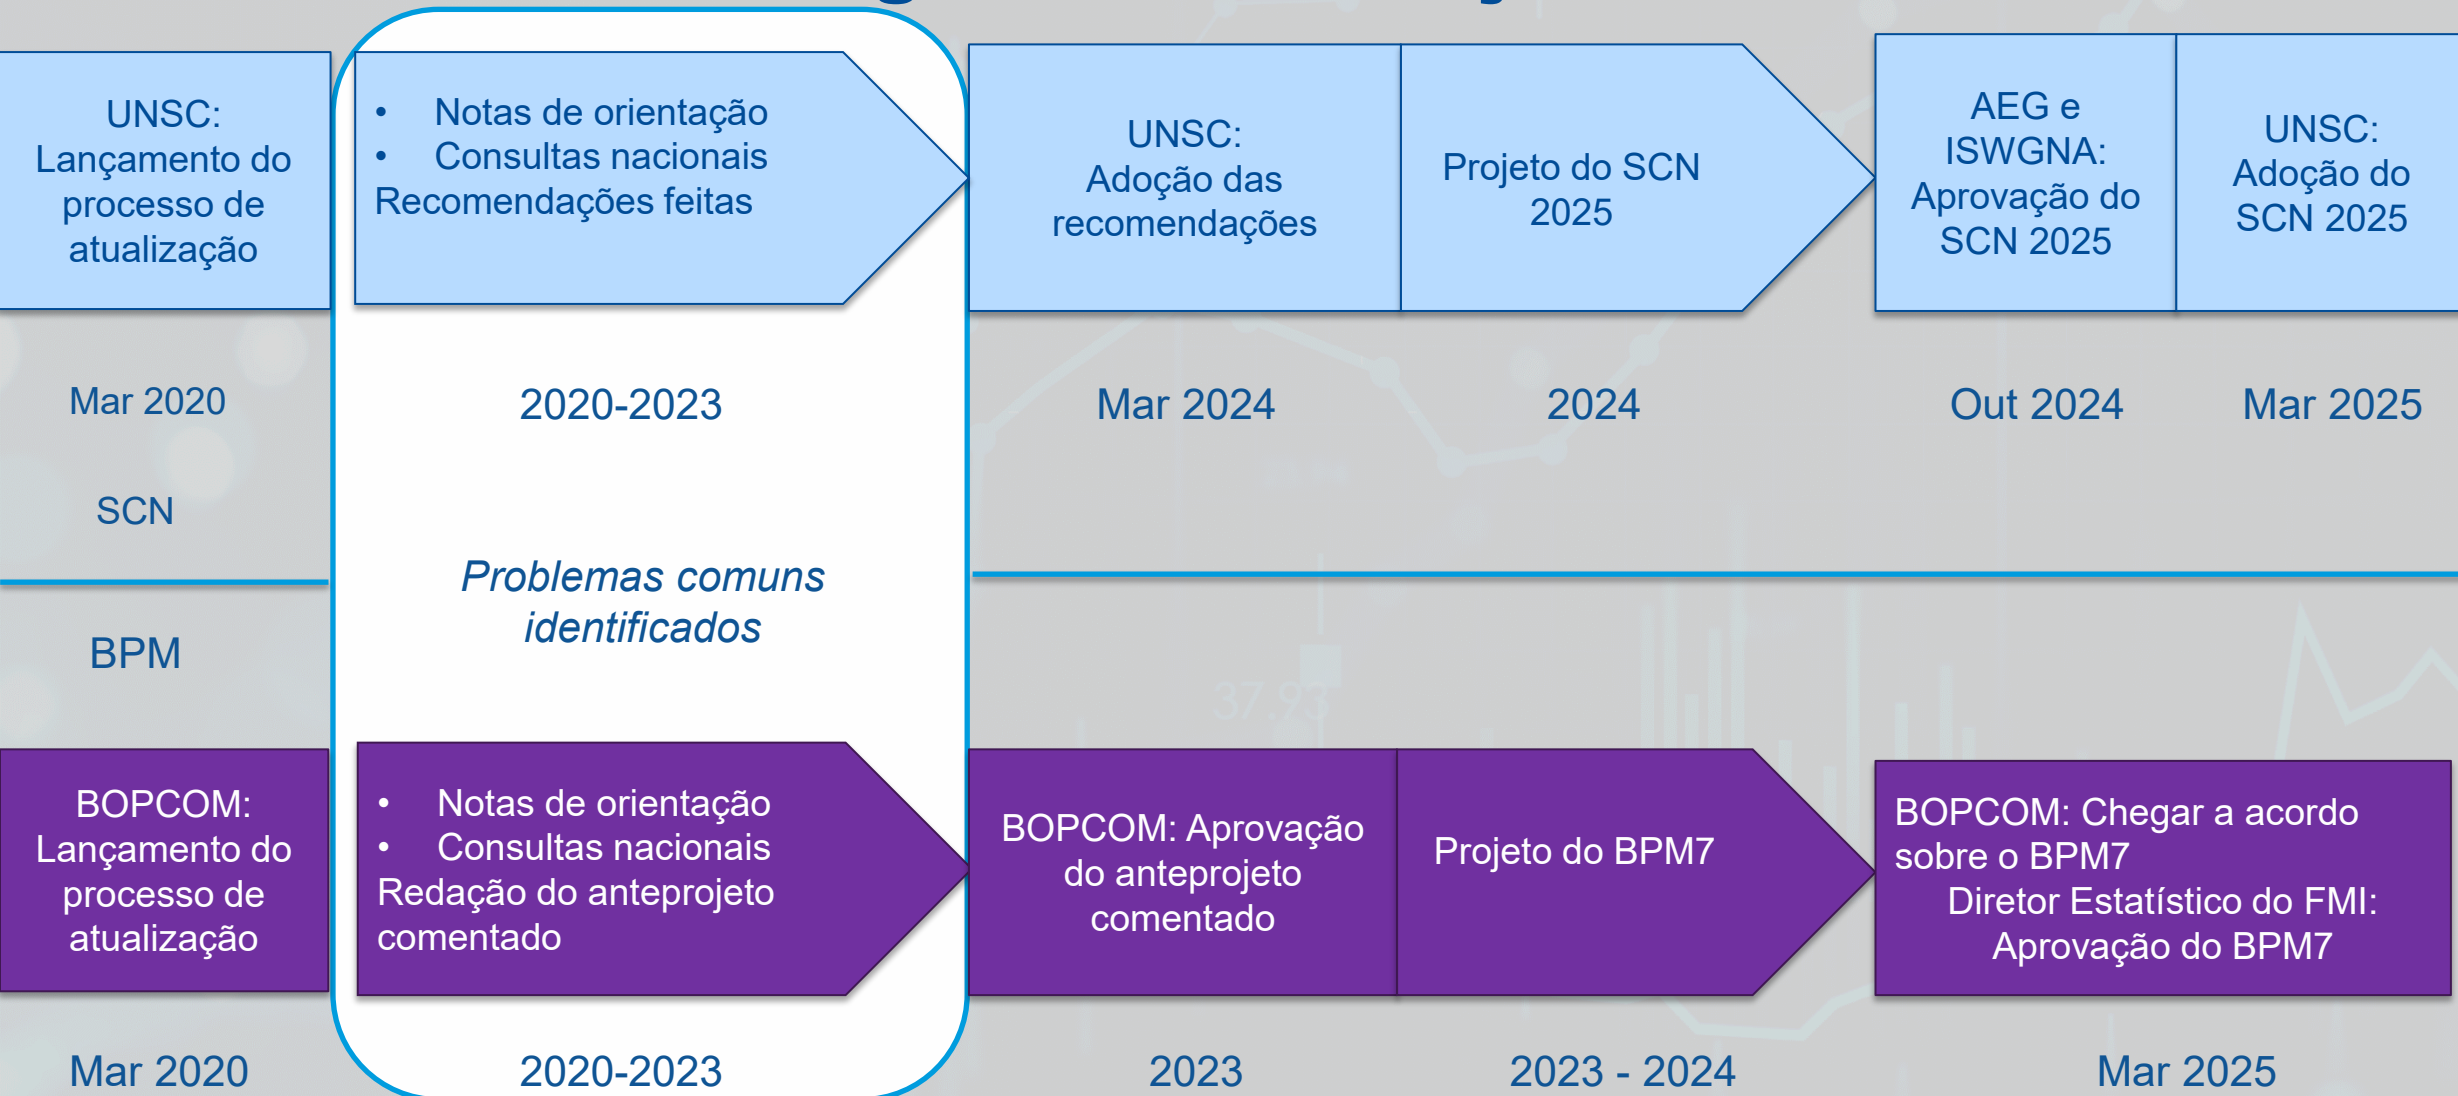 UNSC:
Lançamento do
processo de
atualização
• Notas de orientação
• Consultas nacionais
Recomendações feitas
UNSC:
Adoção das
recomendações
Projeto do SCN
2025
AEG e
ISWGNA:
Aprovação do
SCN 2025
UNSC:
Adoção do
SCN 2025
Mar 2020
2020-2023
Mar 2024
2024
Out 2024
Mar 2025
SCN
Problemas comuns
identificados
BPM
37.93
BOPCOM:
Lançamento do
processo de
atualização
• Notas de orientação
• Consultas nacionais
Redação do anteprojeto
comentado
BOPCOM: Aprovação
do anteprojeto
comentado
Projeto do BPM7
BOPCOM: Chegar a acordo
sobre o BPM7
Diretor Estatístico do FMI:
Aprovação do BPM7
Mar 2020
2020-2023
2023
2023 - 2024
Mar 2025